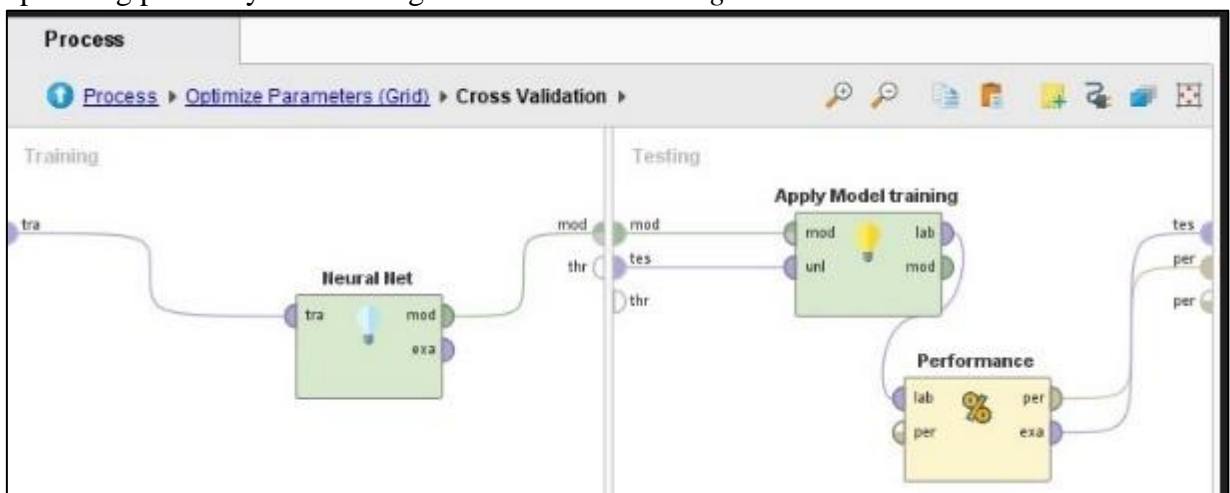 Process
Process ▸ Optimize Parameters (Grid) ▸ Cross Validation ▸
Training
tra
mod
thr
Neural Net
tra
mod
exa
Testing
mod
tes
thr
Apply Model training
mod
lab
unl
mod
tes
per
per
Performance
lab
per
per
exa